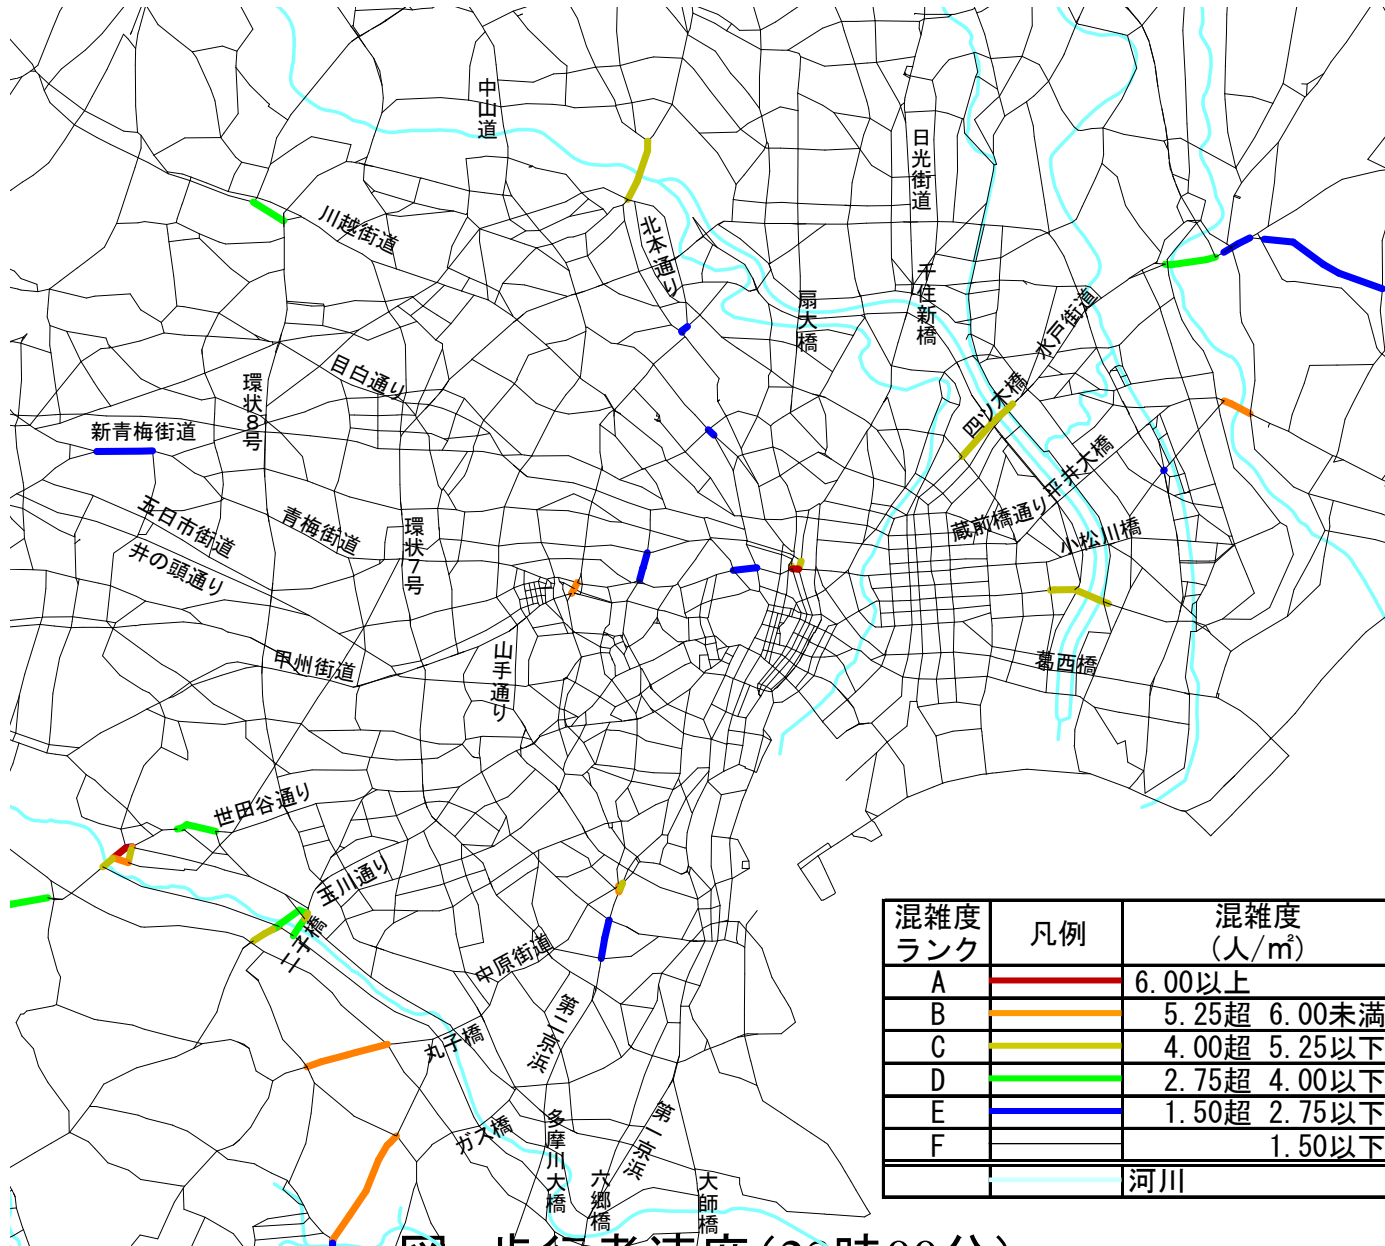 中山道
日光街道
川越街道
北本通り
千住新橋
扇大橋
水戸街道
目白通り
環状8号
四ツ木橋
新青梅街道
平井大橋
五日市街道
青梅街道
環状7号
蔵前橋通り
小松川橋
井の頭通り
甲州街道
山手通り
葛西橋
世田谷通り
玉川通り
二子橋
中原街道
第二京浜
丸子橋
ガス橋
多摩川大橋
第一京浜
六郷橋
大師橋
混雑度ランク 凡例 混雑度(人/㎡)
A 6.00以上
B 5.25超 6.00未満
C 4.00超 5.25以下
D 2.75超 4.00以下
E 1.50超 2.75以下
F 1.50以下
河川